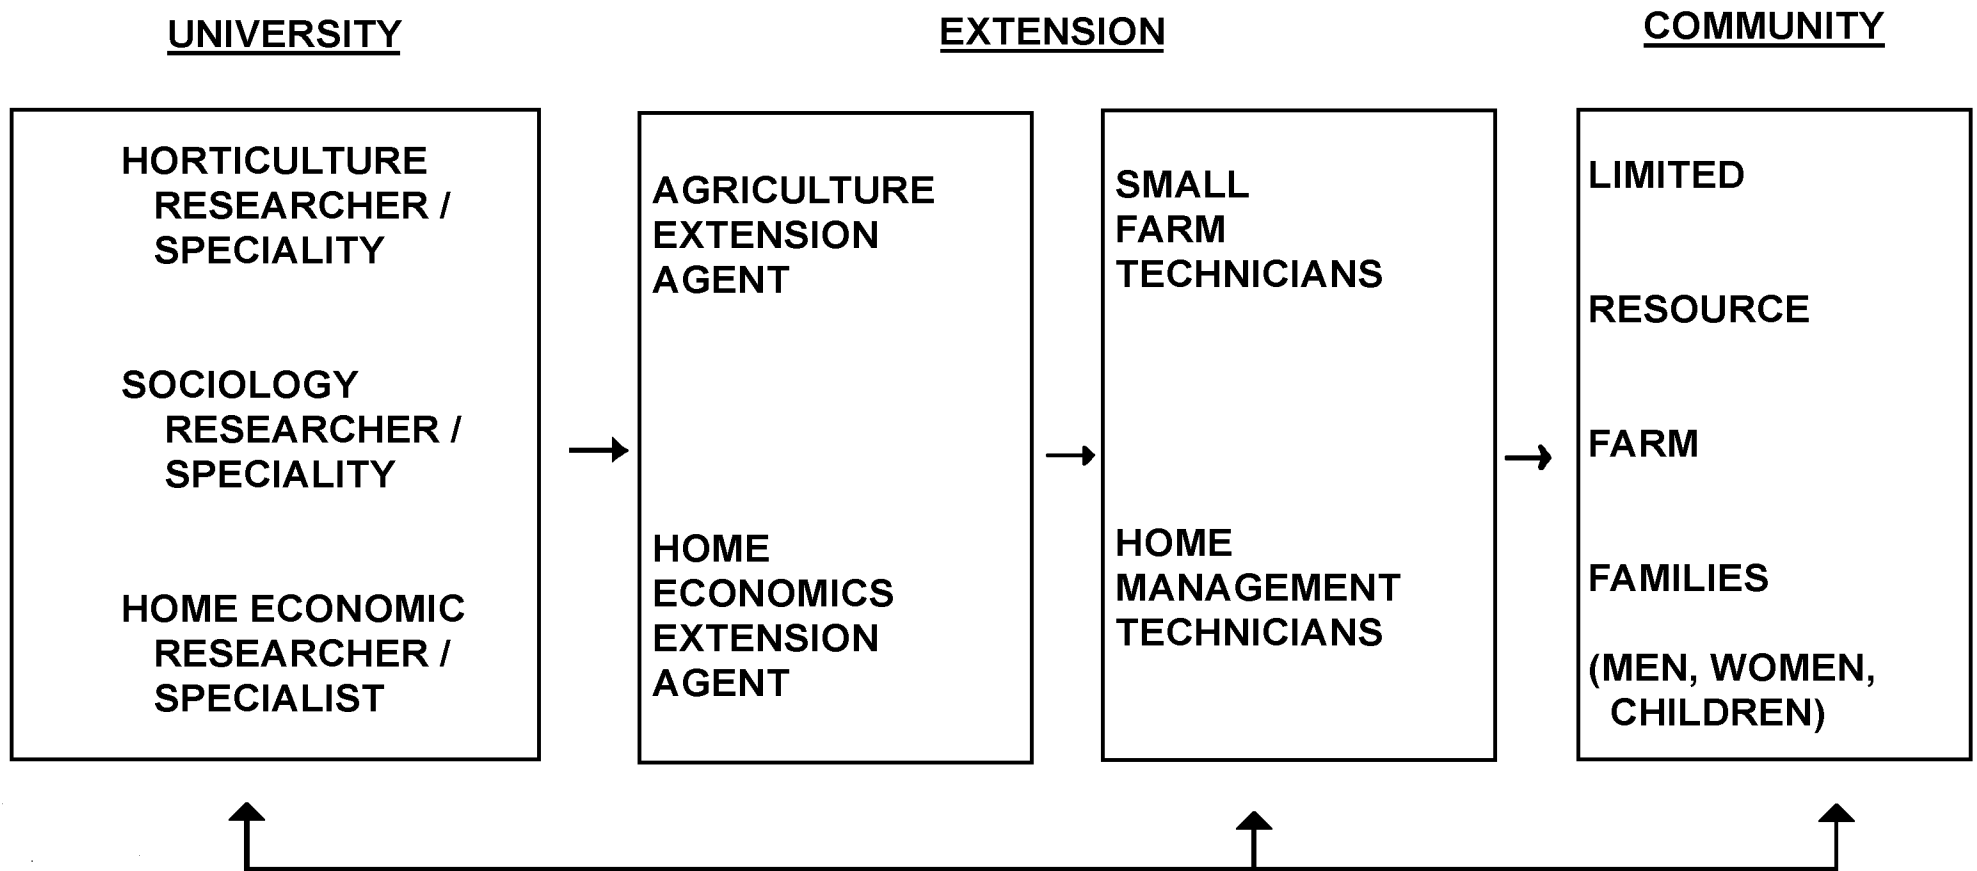 UNIVERSITY
EXTENSION
COMMUNITY
HORTICULTURE
RESEARCHER /
SPECIALITY
SOCIOLOGY
RESEARCHER /
SPECIALITY
HOME ECONOMIC
RESEARCHER /
SPECIALIST
AGRICULTURE
EXTENSION
AGENT
HOME
ECONOMICS
EXTENSION
AGENT
SMALL
FARM
TECHNICIANS
HOME
MANAGEMENT
TECHNICIANS
LIMITED
RESOURCE
FARM
FAMILIES
(MEN, WOMEN,
CHILDREN)